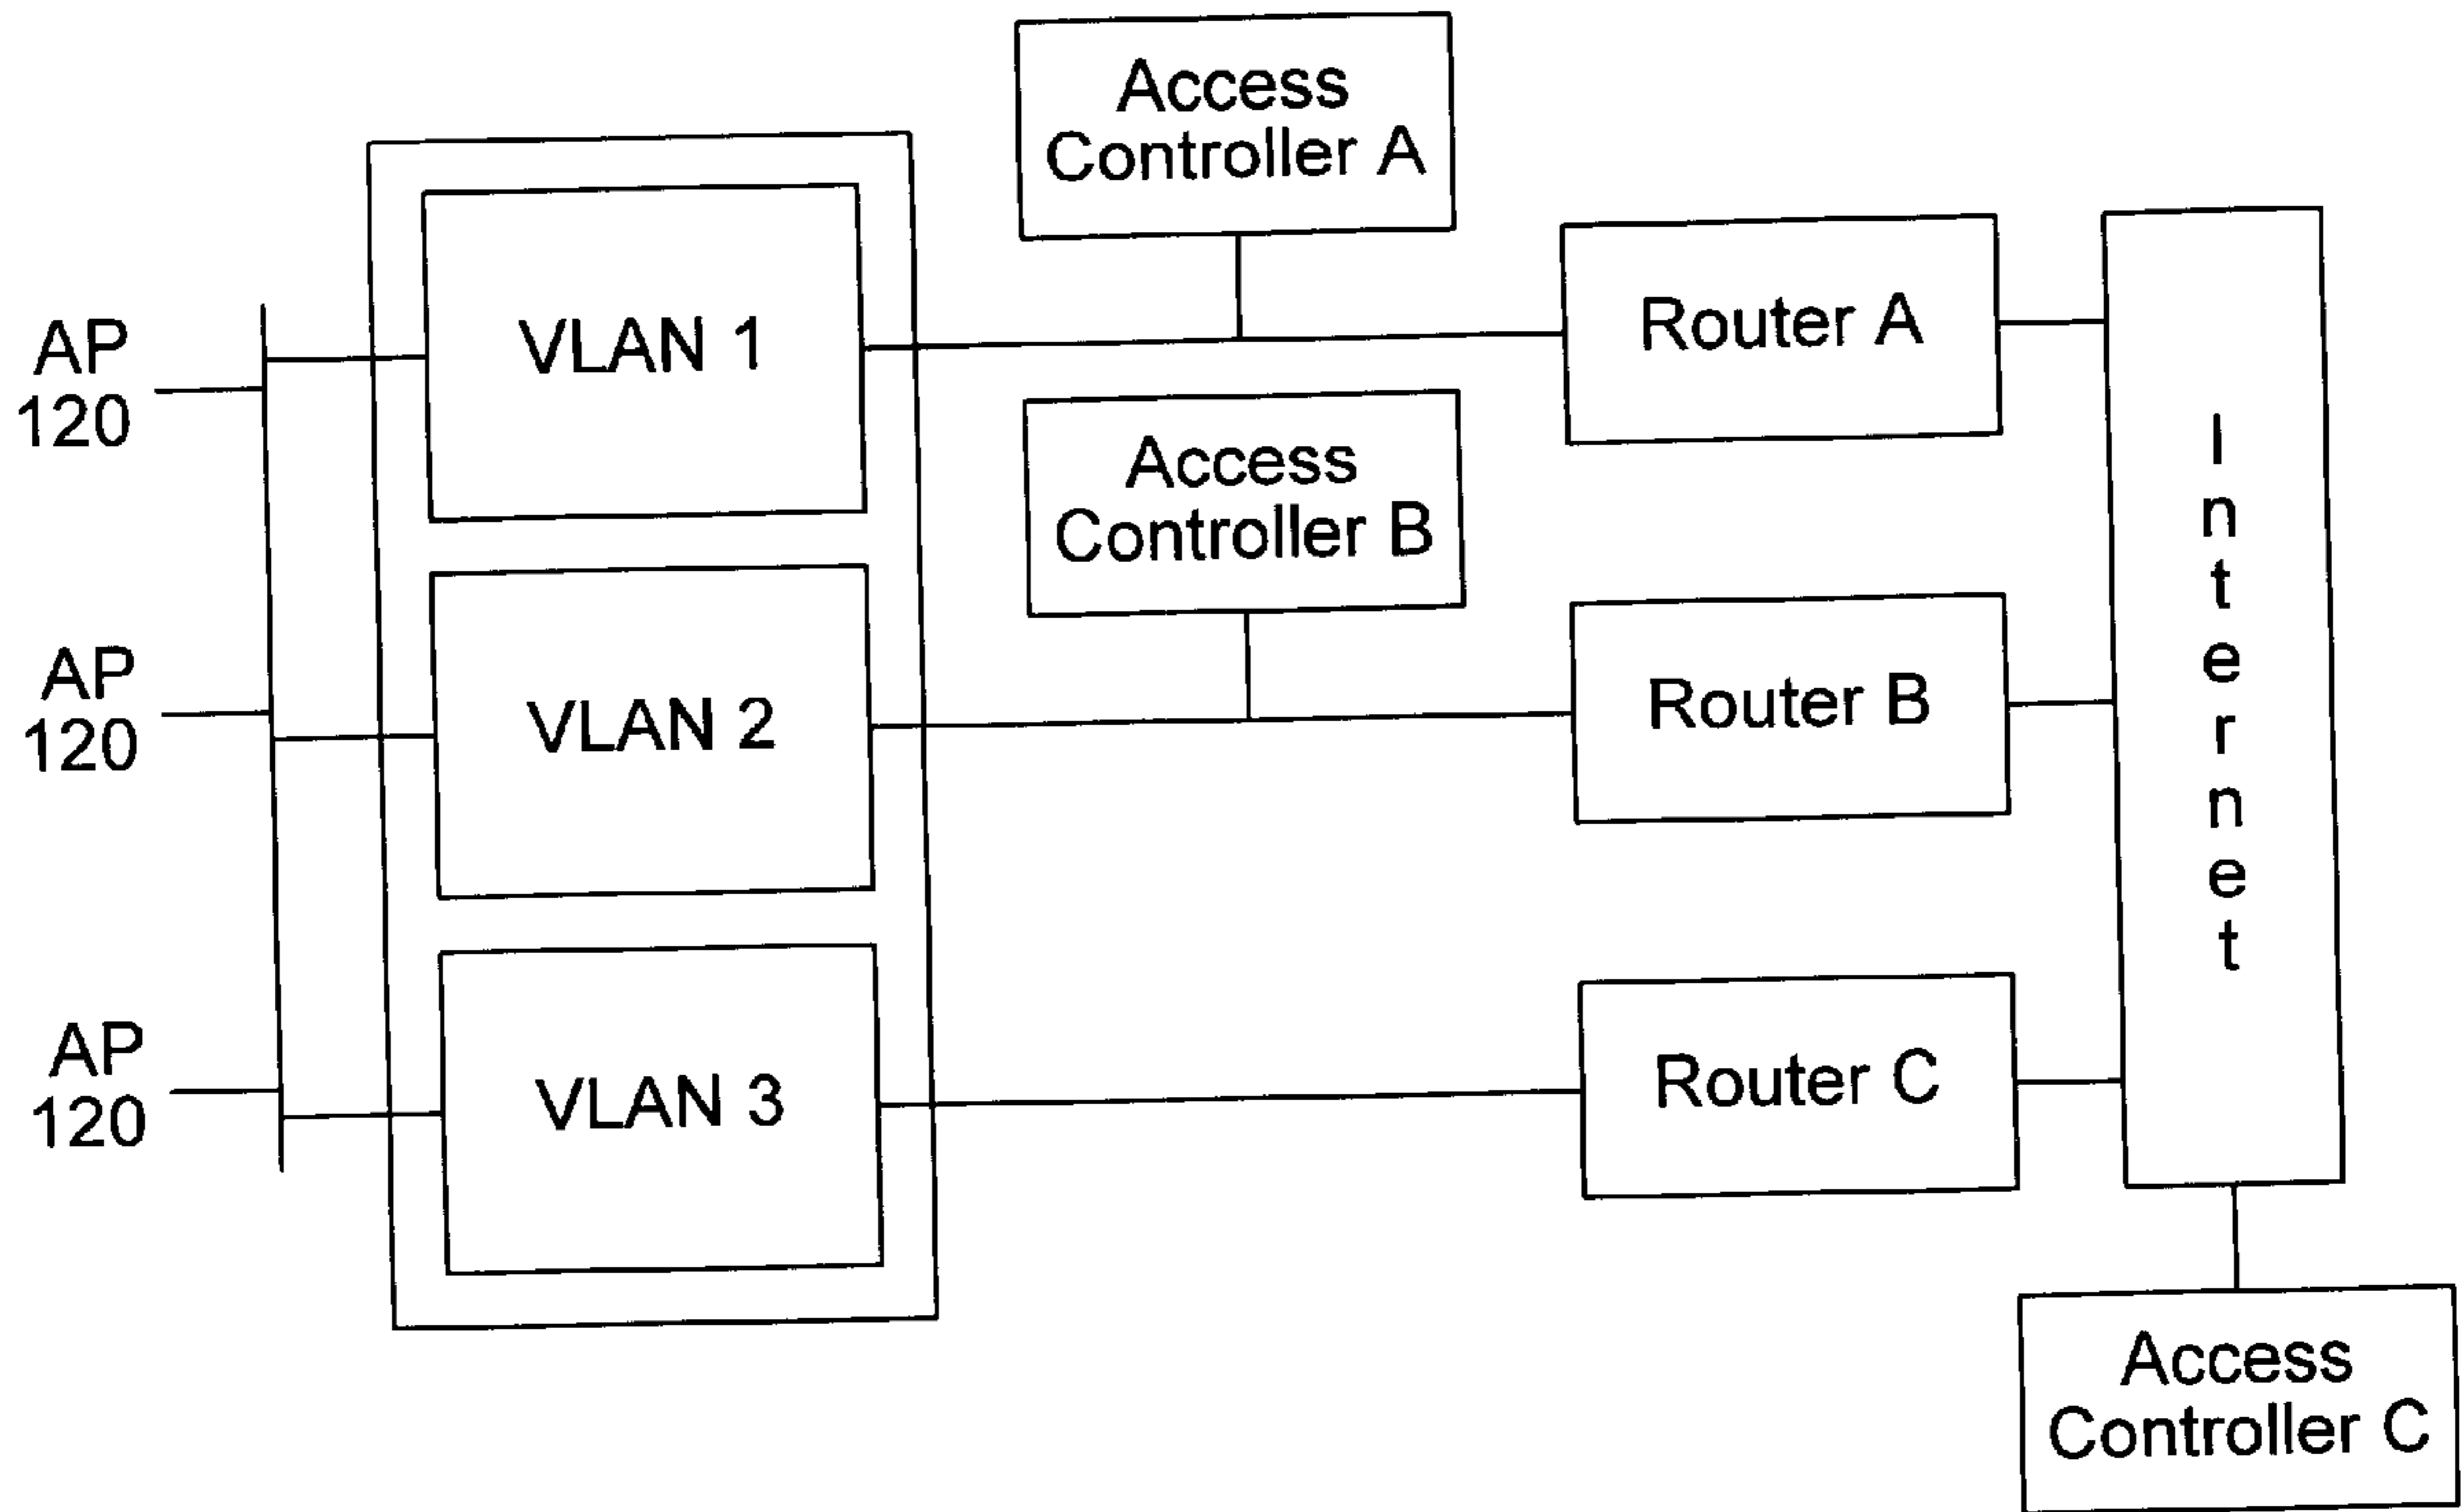 Access
Controller A
AP
120
VLAN 1
Router A
Access
Controller B
AP
120
VLAN 2
Router B
Internet
AP
120
VLAN 3
Router C
Access
Controller C